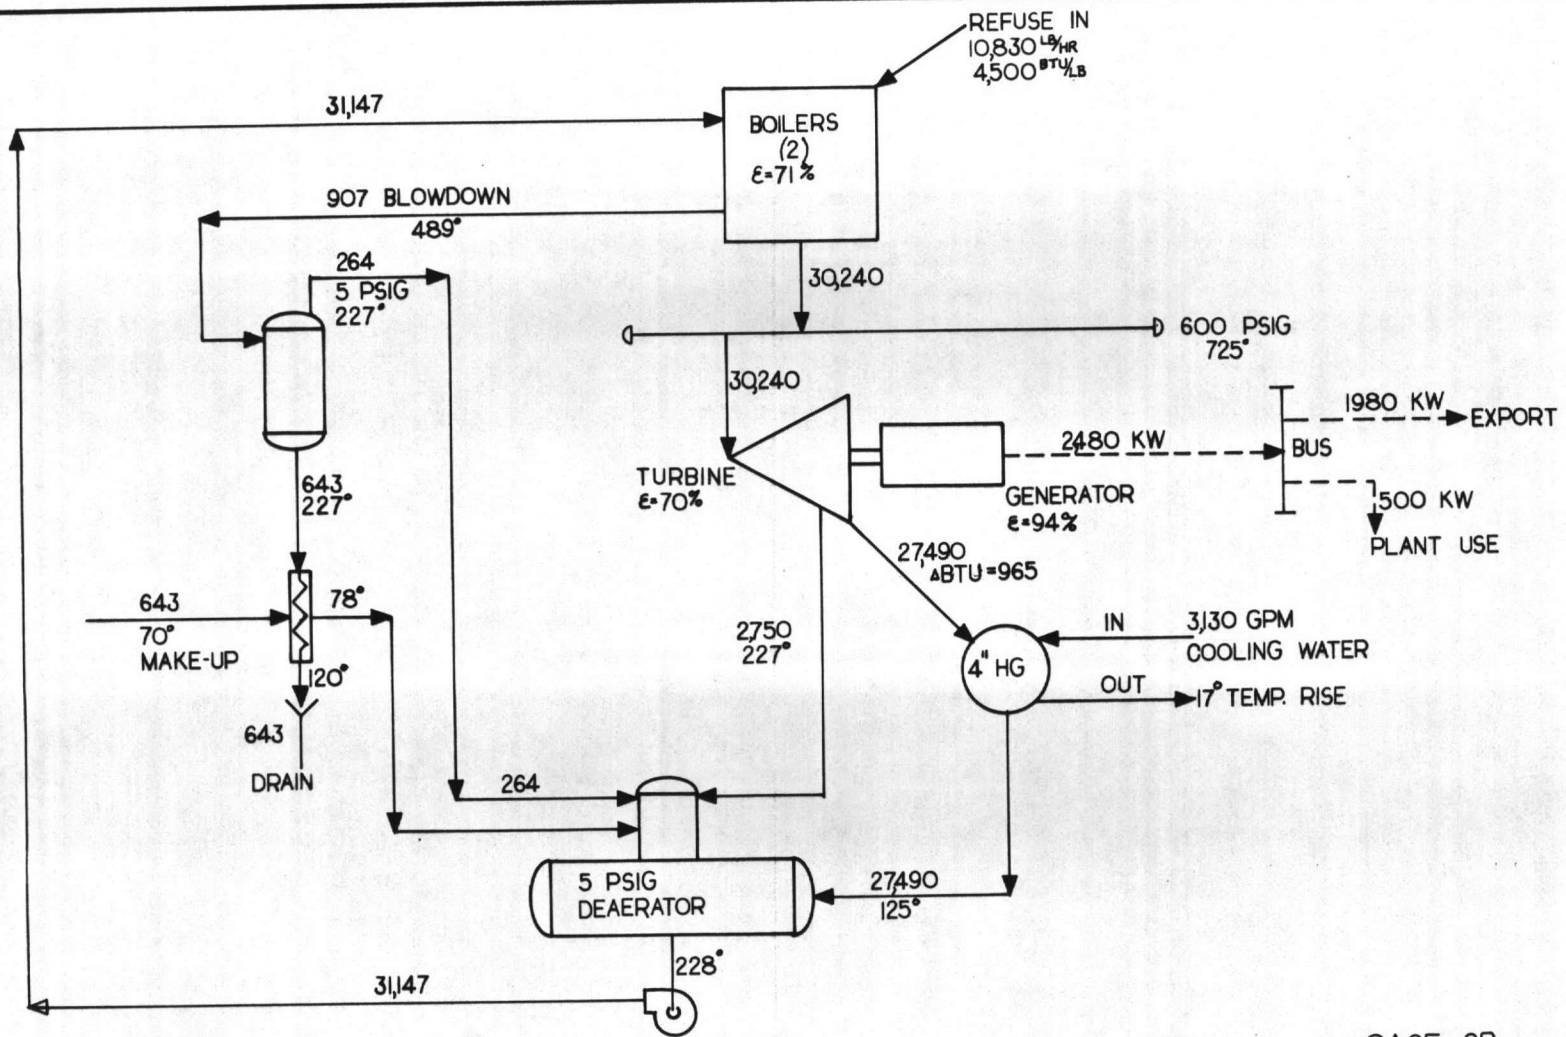 REFUSE IN
10,830 LB/HR
4,500 BTU/LB
31,147
BOILERS
(2)
ε=71%
907 BLOWDOWN
489°
264
5 PSIG
227°
30,240
600 PSIG
725°
30,240
1980 KW
EXPORT
2,480 KW
BUS
TURBINE
ε=70%
GENERATOR
ε=94%
500 KW
PLANT USE
643
227°
27,490
ΔBTU=965
643
70°
MAKE-UP
78°
2,750
227°
IN
3,130 GPM
COOLING WATER
4" HG
120°
OUT
17° TEMP. RISE
643
DRAIN
264
5 PSIG
DEAERATOR
27,490
125°
228°
31,147